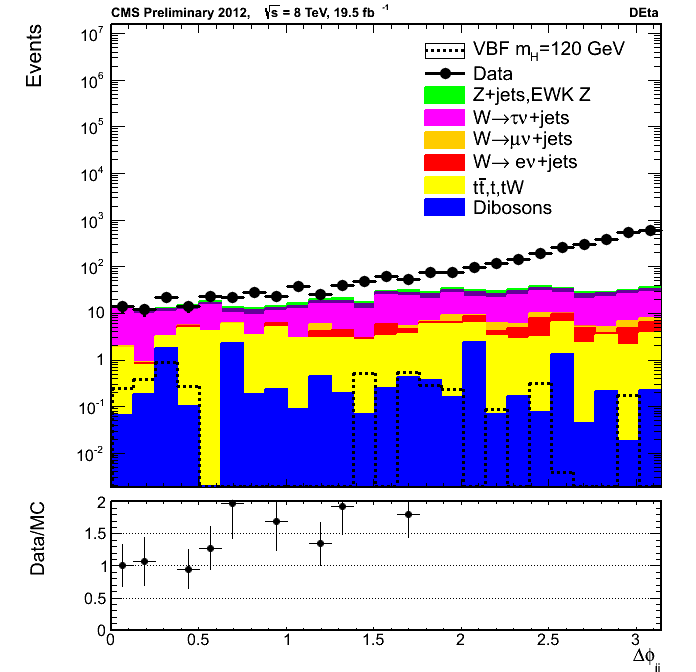 CMS Preliminary 2012, √s = 8 TeV, 19.5 fb⁻¹ DEta
Events
10⁷
10⁶
10⁵
10⁴
10³
10²
10
1
10⁻¹
10⁻²
VBF m_H=120 GeV
Data
Z+jets,EWK Z
W→τν+jets
W→μν+jets
W→ eν+jets
tt̄,t,tW
Dibosons
Data/MC
2
1.5
1
0.5
0
0 0.5 1 1.5 2 2.5 3
Δϕ_jj